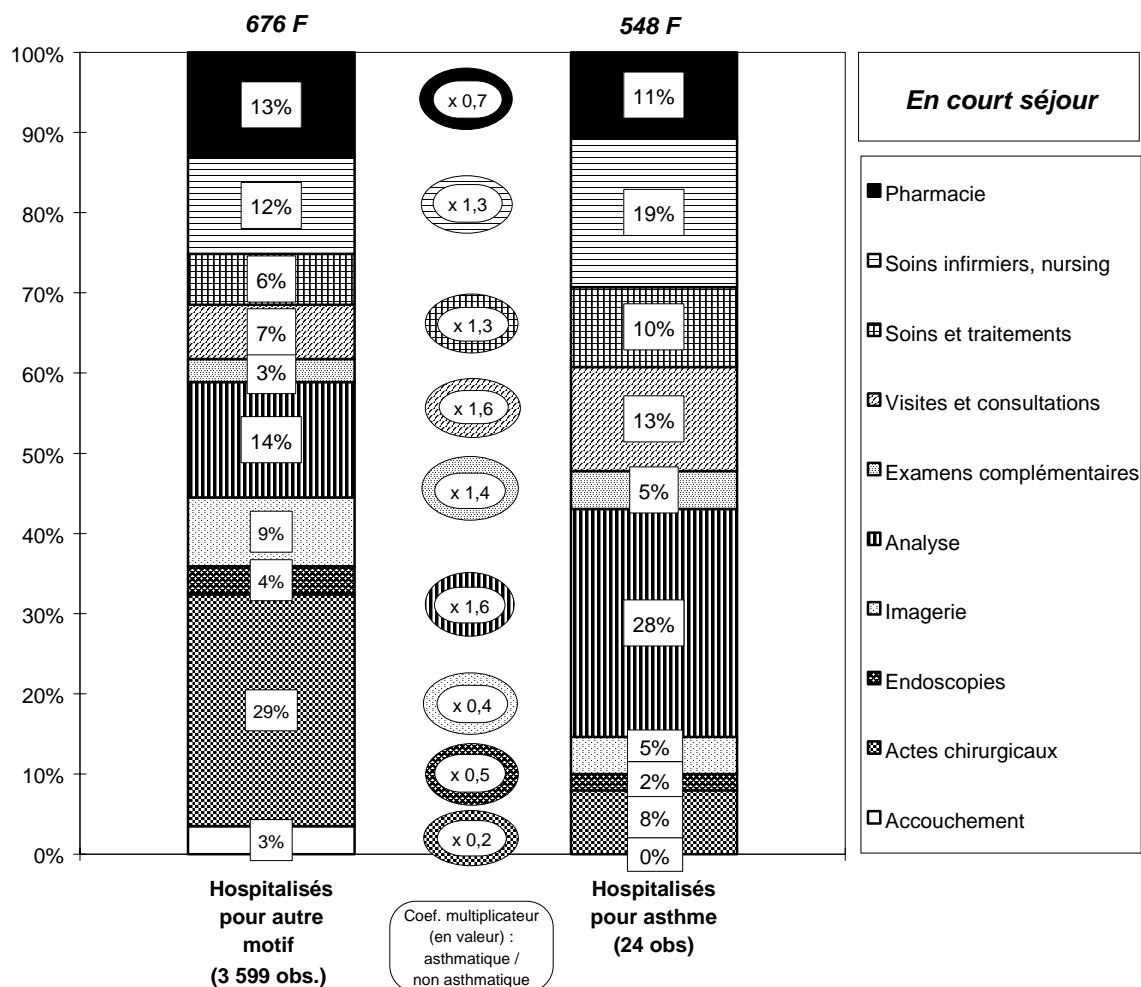 676 F
548 F
100%
90%
80%
70%
60%
50%
40%
30%
20%
10%
0%
13%
12%
6%
7%
3%
14%
9%
4%
29%
3%
x 0,7
x 1,3
x 1,3
x 1,6
x 1,4
x 1,6
x 0,4
x 0,5
x 0,2
11%
19%
10%
13%
5%
28%
5%
2%
8%
0%
En court séjour
Pharmacie
Soins infirmiers, nursing
Soins et traitements
Visites et consultations
Examens complémentaires
Analyse
Imagerie
Endoscopies
Actes chirurgicaux
Accouchement
Hospitalisés
pour autre
motif
(3 599 obs.)
Coef. multiplicateur
(en valeur) :
asthmatique /
non asthmatique
Hospitalisés
pour asthme
(24 obs)